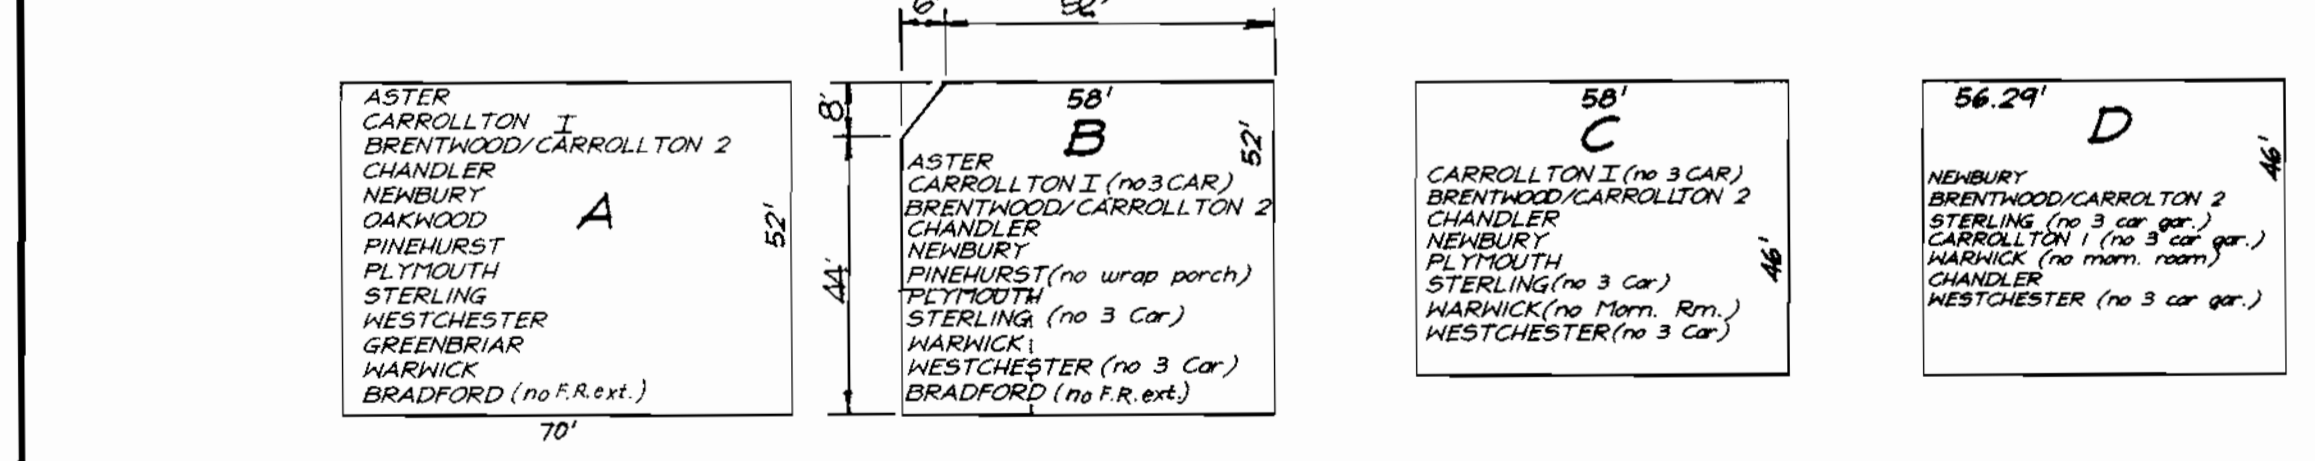 6' 52'
ASTER
CARROLLTON I
BRENTWOOD/CARROLLTON 2
CHANDLER
NEWBURY
OAKWOOD
PINEHURST
PLYMOUTH
STERLING
WESTCHESTER
GREENBRIAR
WARWICK
BRADFORD (no F.R.ext.)
A
52'
70'
8'
44'
58'
B
52'
ASTER
CARROLLTON I (no 3 CAR)
BRENTWOOD/CARROLLTON 2
CHANDLER
NEWBURY
PINEHURST (no wrap porch)
PLYMOUTH
STERLING (no 3 Car)
WARWICK
WESTCHESTER (no 3 Car)
BRADFORD (no F.R.ext.)
58'
C
CARROLLTON I (no 3 CAR)
BRENTWOOD/CARROLLTON 2
CHANDLER
NEWBURY
PLYMOUTH
STERLING (no 3 Car)
WARWICK (no Morn. Rm.)
WESTCHESTER (no 3 Car)
46'
56.29'
D
46'
NEWBURY
BRENTWOOD/CARROLTON 2
STERLING (no 3 car gar.)
CARROLLTON 1 (no 3 car gar.)
WARWICK (no morn. room)
CHANDLER
WESTCHESTER (no 3 car gar.)